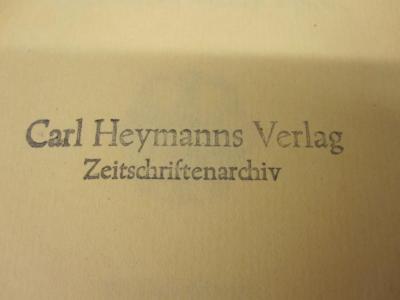 Carl Heymanns Verlag
Zeitschriftenarchiv